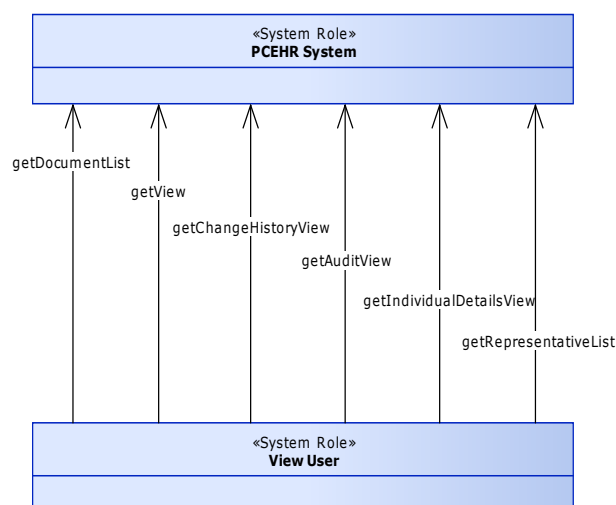 «System Role»
PCEHR System
getDocumentList
getView
getChangeHistoryView
getAuditView
getIndividualDetailsView
getRepresentativeList
«System Role»
View User